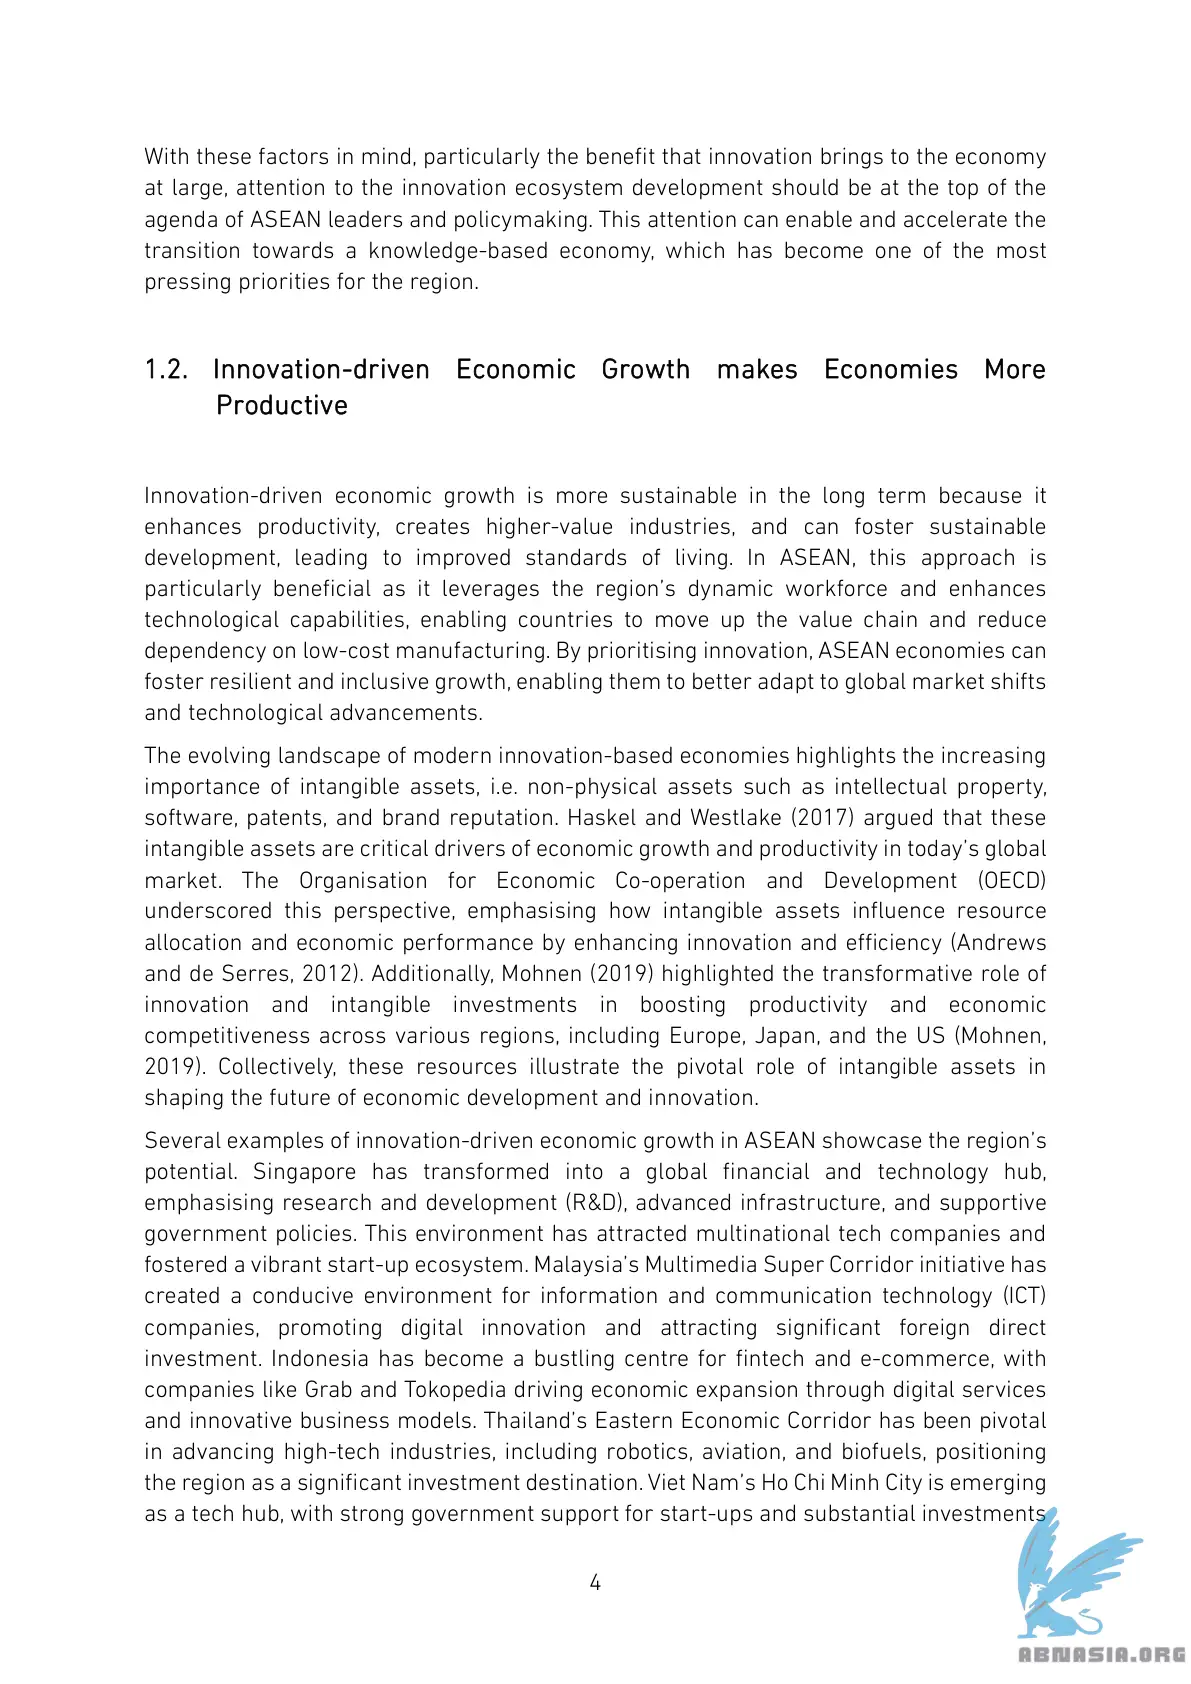 With these factors in mind, particularly the benefit that innovation brings to the economy
at large, attention to the innovation ecosystem development should be at the top of the
agenda of ASEAN leaders and policymaking. This attention can enable and accelerate the
transition towards a knowledge-based economy, which has become one of the most
pressing priorities for the region.
1.2. Innovation-driven Economic Growth makes Economies More
Productive
Innovation-driven economic growth is more sustainable in the long term because it
enhances productivity, creates higher-value industries, and can foster sustainable
development, leading to improved standards of living. In ASEAN, this approach is
particularly beneficial as it leverages the region's dynamic workforce and enhances
technological capabilities, enabling countries to move up the value chain and reduce
dependency on low-cost manufacturing. By prioritising innovation, ASEAN economies can
foster resilient and inclusive growth, enabling them to better adapt to global market shifts
and technological advancements.
The evolving landscape of modern innovation-based economies highlights the increasing
importance of intangible assets, i.e. non-physical assets such as intellectual property,
software, patents, and brand reputation. Haskel and Westlake (2017) argued that these
intangible assets are critical drivers of economic growth and productivity in today's global
market. The Organisation for Economic Co-operation and Development (OECD)
underscored this perspective, emphasising how intangible assets influence resource
allocation and economic performance by enhancing innovation and efficiency (Andrews
and de Serres, 2012). Additionally, Mohnen (2019) highlighted the transformative role of
innovation and intangible investments in boosting productivity and economic
competitiveness across various regions, including Europe, Japan, and the US (Mohnen,
2019). Collectively, these resources illustrate the pivotal role of intangible assets in
shaping the future of economic development and innovation.
Several examples of innovation-driven economic growth in ASEAN showcase the region's
potential. Singapore has transformed into a global financial and technology hub,
emphasising research and development (R&D), advanced infrastructure, and supportive
government policies. This environment has attracted multinational tech companies and
fostered a vibrant start-up ecosystem. Malaysia's Multimedia Super Corridor initiative has
created a conducive environment for information and communication technology (ICT)
companies, promoting digital innovation and attracting significant foreign direct
investment. Indonesia has become a bustling centre for fintech and e-commerce, with
companies like Grab and Tokopedia driving economic expansion through digital services
and innovative business models. Thailand's Eastern Economic Corridor has been pivotal
in advancing high-tech industries, including robotics, aviation, and biofuels, positioning
the region as a significant investment destination. Viet Nam's Ho Chi Minh City is emerging
as a tech hub, with strong government support for start-ups and substantial investments
4
ABNASIA.ORG